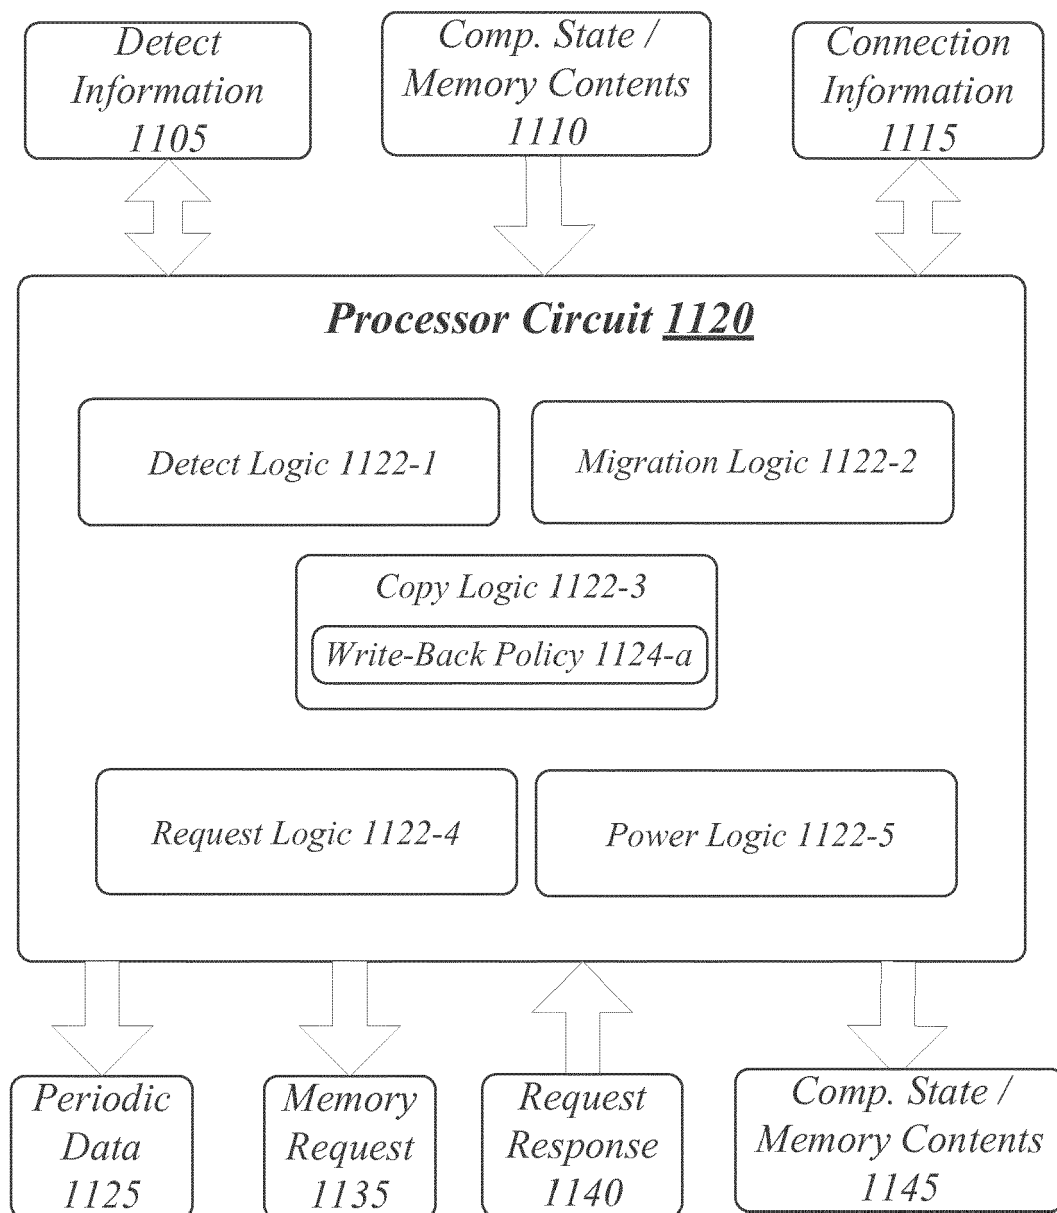 Detect
Information
1105
Comp. State /
Memory Contents
1110
Connection
Information
1115
Processor Circuit 1120
Detect Logic 1122-1
Migration Logic 1122-2
Copy Logic 1122-3
Write-Back Policy 1124-a
Request Logic 1122-4
Power Logic 1122-5
Periodic
Data
1125
Memory
Request
1135
Request
Response
1140
Comp. State /
Memory Contents
1145